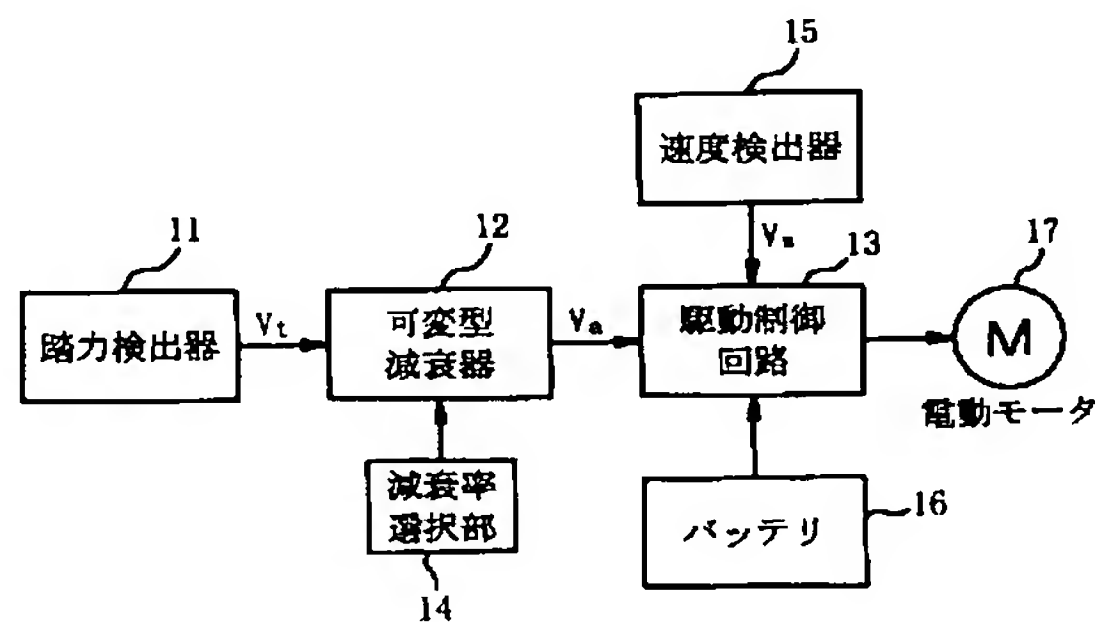 15
速度検出器
11
12
Vs
13
17
踏力検出器
Vt
可変型
減衰器
Va
駆動制御
回路
M
電動モータ
減衰率
選択部
14
バッテリ
16